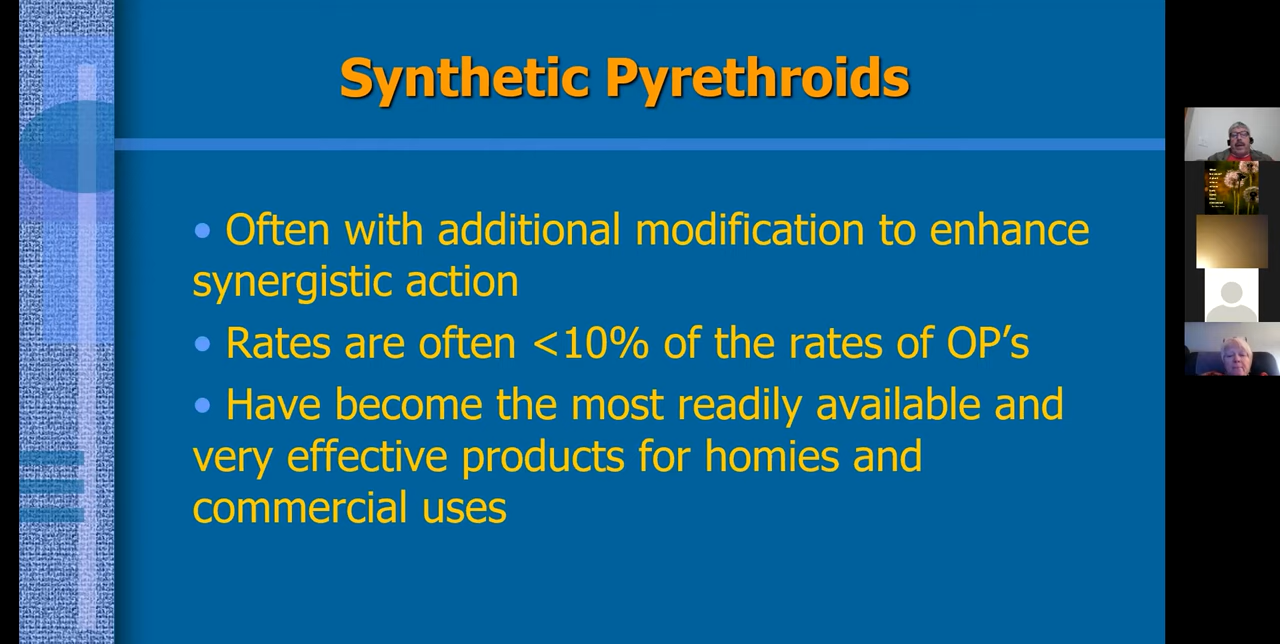 Synthetic Pyrethroids
• Often with additional modification to enhance
synergistic action
• Rates are often <10% of the rates of OP’s
• Have become the most readily available and
very effective products for homies and
commercial uses